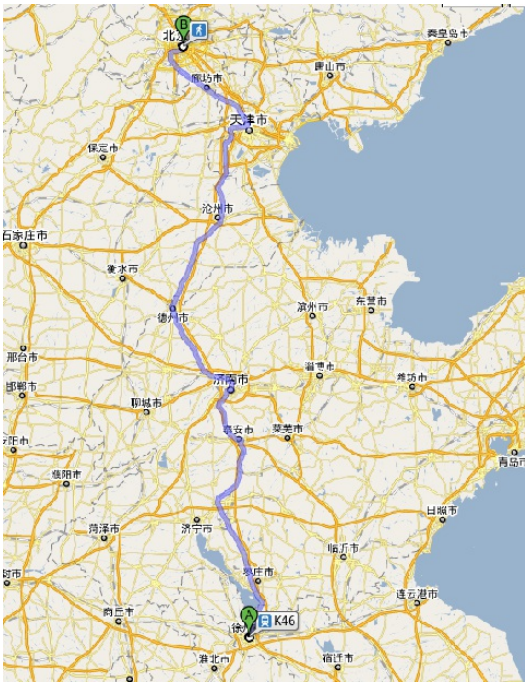 B
北京
秦皇岛市
廊坊市
唐山市
天津市
保定市
沧州市
石家庄市
衡水市
德州市
滨州市
东营市
邢台市
济南市
淄博市
潍坊市
邯郸市
聊城市
泰安市
莱芜市
安阳市
青岛市
濮阳市
济宁市
日照市
菏泽市
临沂市
枣庄市
连云港市
封市
A
K46
徐州
商丘市
淮北市
宿迁市